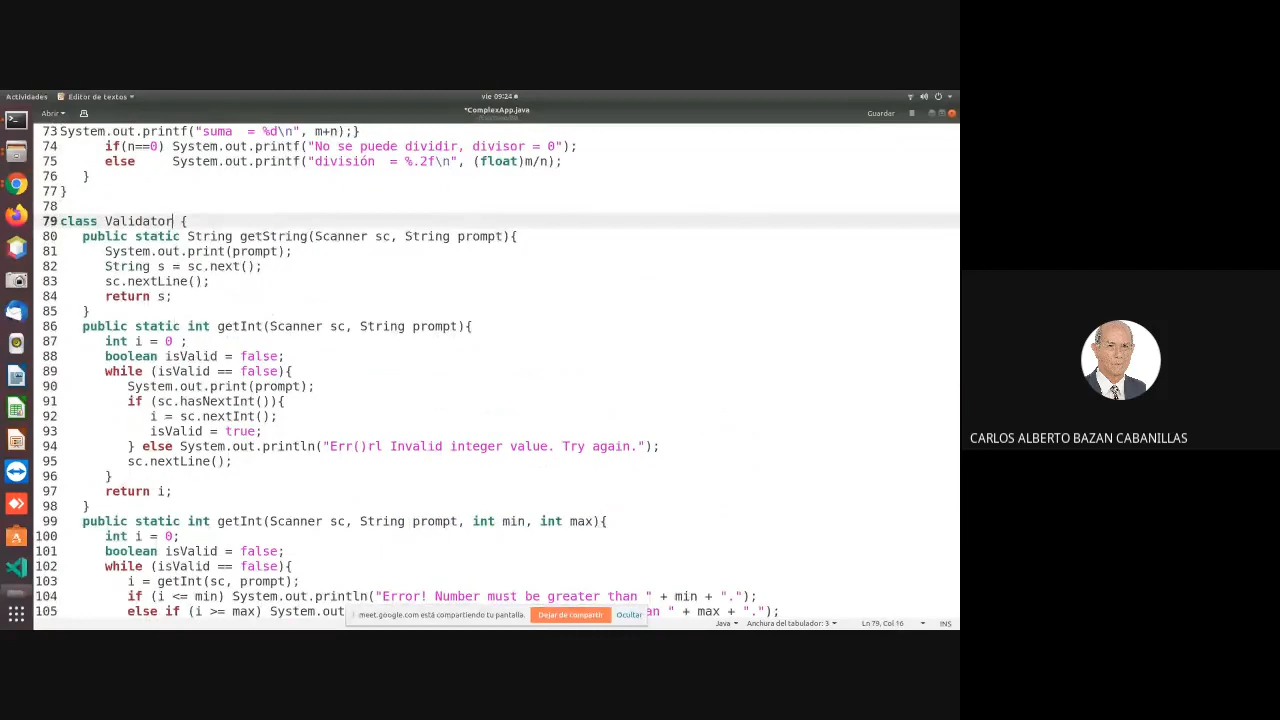 Actividades Editor de textos vie 09:24
Abrir *ComplexApp.java Guardar
73 System.out.printf("suma  = %d\n", m+n);}
74 if(n==0) System.out.printf("No se puede dividir, divisor = 0");
75 else System.out.printf("división  = %.2f\n", (float)m/n);
76 }
77 }
78
79 class Validator {
80 public static String getString(Scanner sc, String prompt){
81 System.out.print(prompt);
82 String s = sc.next();
83 sc.nextLine();
84 return s;
85 }
86 public static int getInt(Scanner sc, String prompt){
87 int i = 0 ;
88 boolean isValid = false;
89 while (isValid == false){
90 System.out.print(prompt);
91 if (sc.hasNextInt()){
92 i = sc.nextInt();
93 isValid = true;
94 } else System.out.println("Err()rl Invalid integer value. Try again.");
95 sc.nextLine();
96 }
97 return i;
98 }
99 public static int getInt(Scanner sc, String prompt, int min, int max){
100 int i = 0;
101 boolean isValid = false;
102 while (isValid == false){
103 i = getInt(sc, prompt);
104 if (i <= min) System.out.println("Error! Number must be greater than " + min + ".");
105 else if (i >= max) System.out an " + max + ".");
meet.google.com está compartiendo tu pantalla. Dejar de compartir Ocultar
Java Anchura del tabulador: 3 Ln 79, Col 16 INS
CARLOS ALBERTO BAZAN CABANILLAS